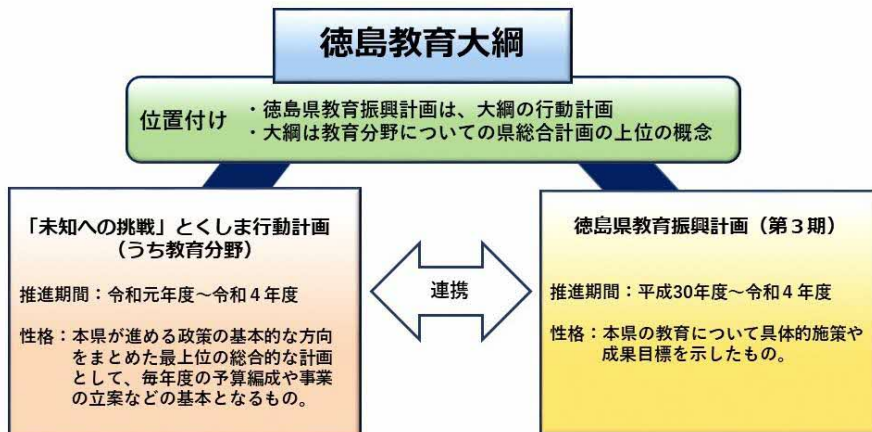 徳島教育大綱
位置付け
・徳島県教育振興計画は、大綱の行動計画
・大綱は教育分野についての県総合計画の上位の概念
「未知への挑戦」とくしま行動計画
（うち教育分野）
推進期間：令和元年度～令和４年度
性格：本県が進める政策の基本的な方向
をまとめた最上位の総合的な計画
として、毎年度の予算編成や事業
の立案などの基本となるもの。
連携
徳島県教育振興計画（第３期）
推進期間：平成30年度～令和４年度
性格：本県の教育について具体的施策や
成果目標を示したもの。